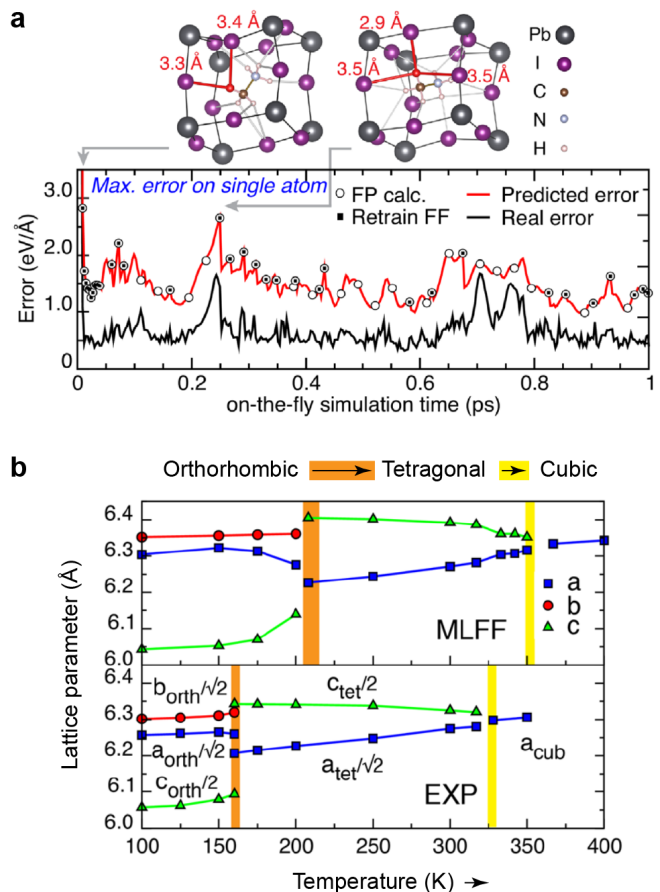 a
3.4 Å
3.3 Å
2.9 Å
3.5 Å
3.5 Å
Pb
I
C
N
H
Max. error on single atom
FP calc.
Retrain FF
Predicted error
Real error
Error (eV/Å)
3.0
2.0
1.0
0
0 0.2 0.4 0.6 0.8 1
on-the-fly simulation time (ps)
b
Orthorhombic → Tetragonal → Cubic
Lattice parameter (Å)
6.4
6.3
6.2
6.1
6.0
a
b
c
MLFF
6.3
6.2
6.1
6.0
b_orth/√2
a_orth/√2
c_orth/2
c_tet/2
a_tet/√2
a_cub
EXP
100 150 200 250 300 350 400
Temperature (K) →